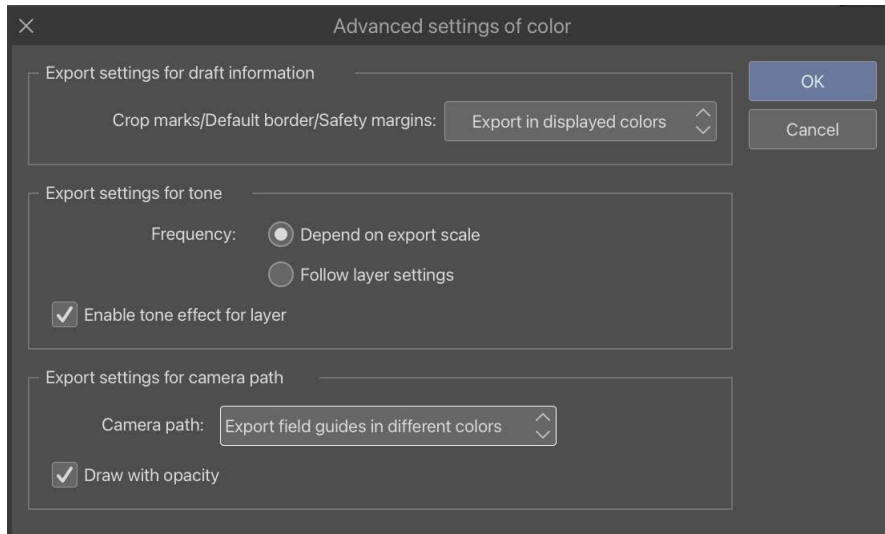 Advanced settings of color
Export settings for draft information
Crop marks/Default border/Safety margins:
Export in displayed colors
OK
Cancel
Export settings for tone
Frequency:
Depend on export scale
Follow layer settings
Enable tone effect for layer
Export settings for camera path
Camera path:
Export field guides in different colors
Draw with opacity